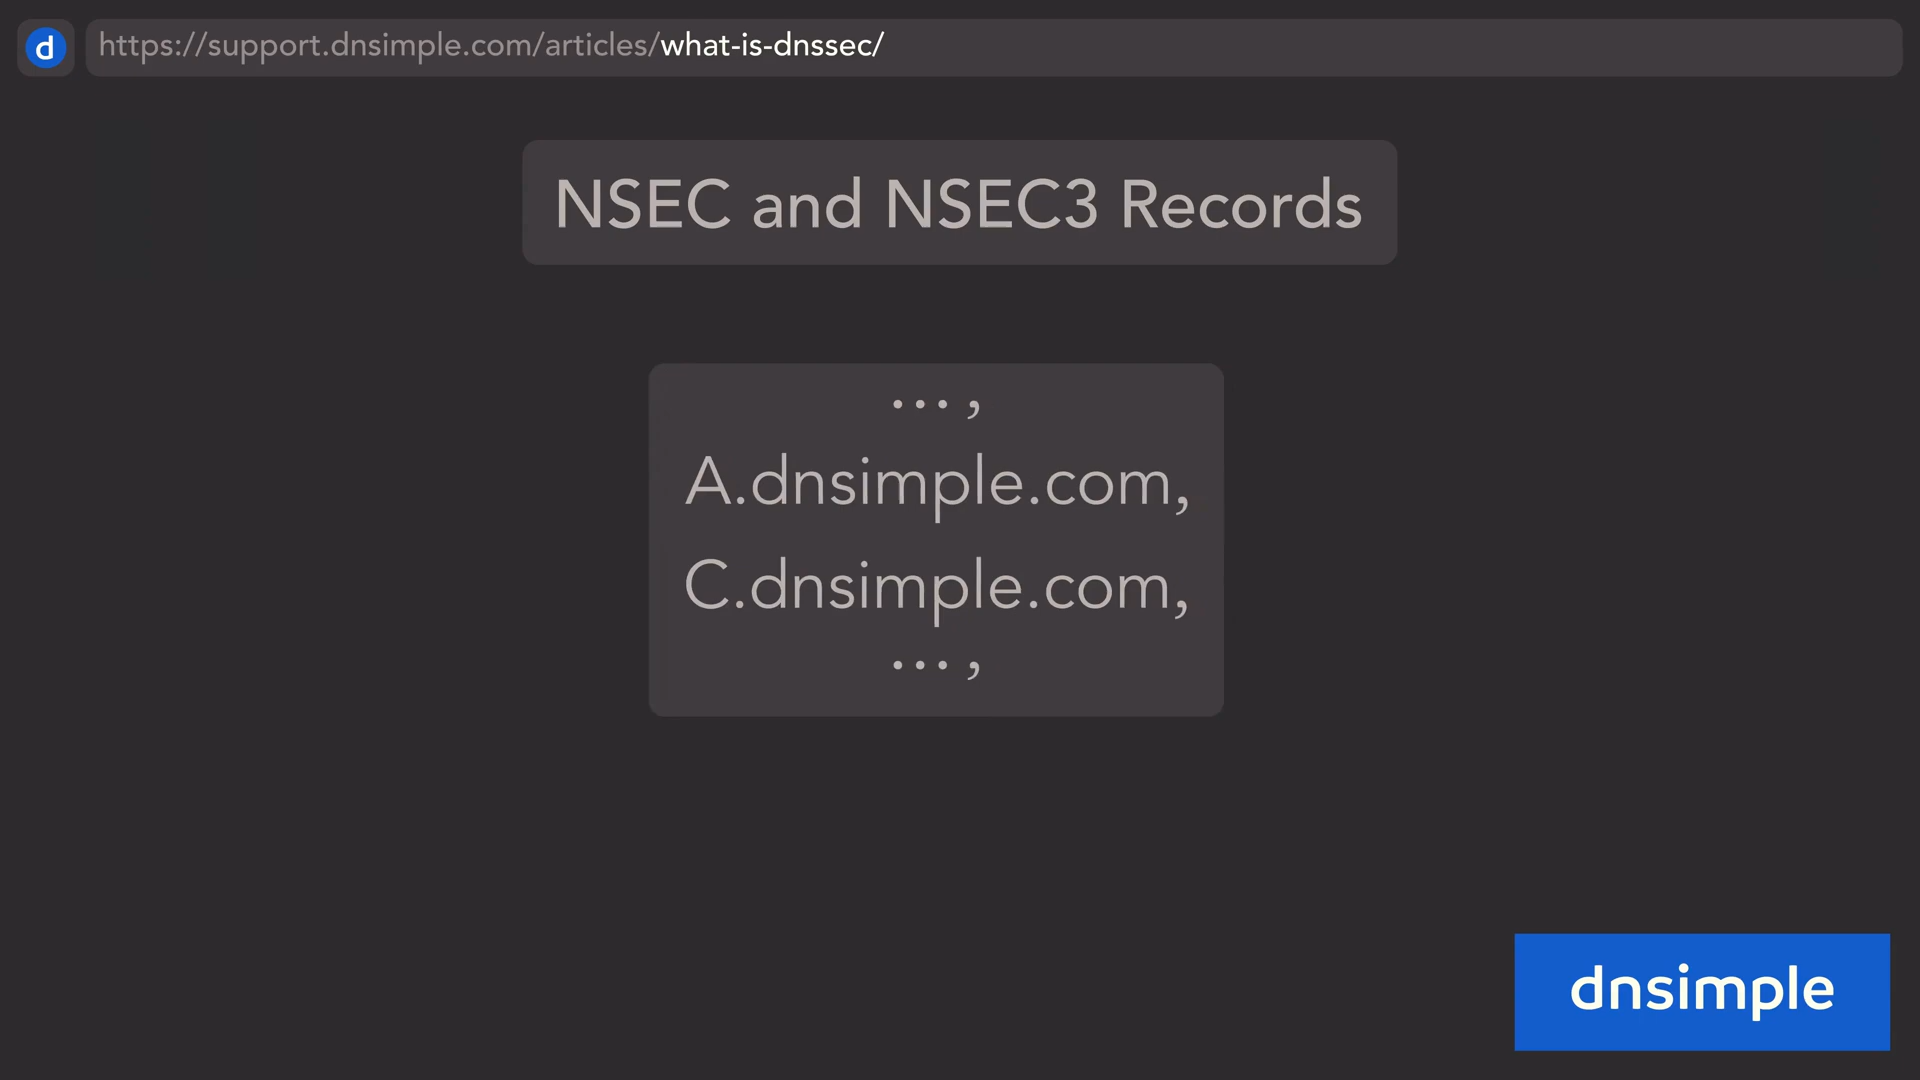 d
https://support.dnsimple.com/articles/what-is-dnssec/
NSEC and NSEC3 Records
... ,
A.dnsimple.com,
C.dnsimple.com,
... ,
dnsimple